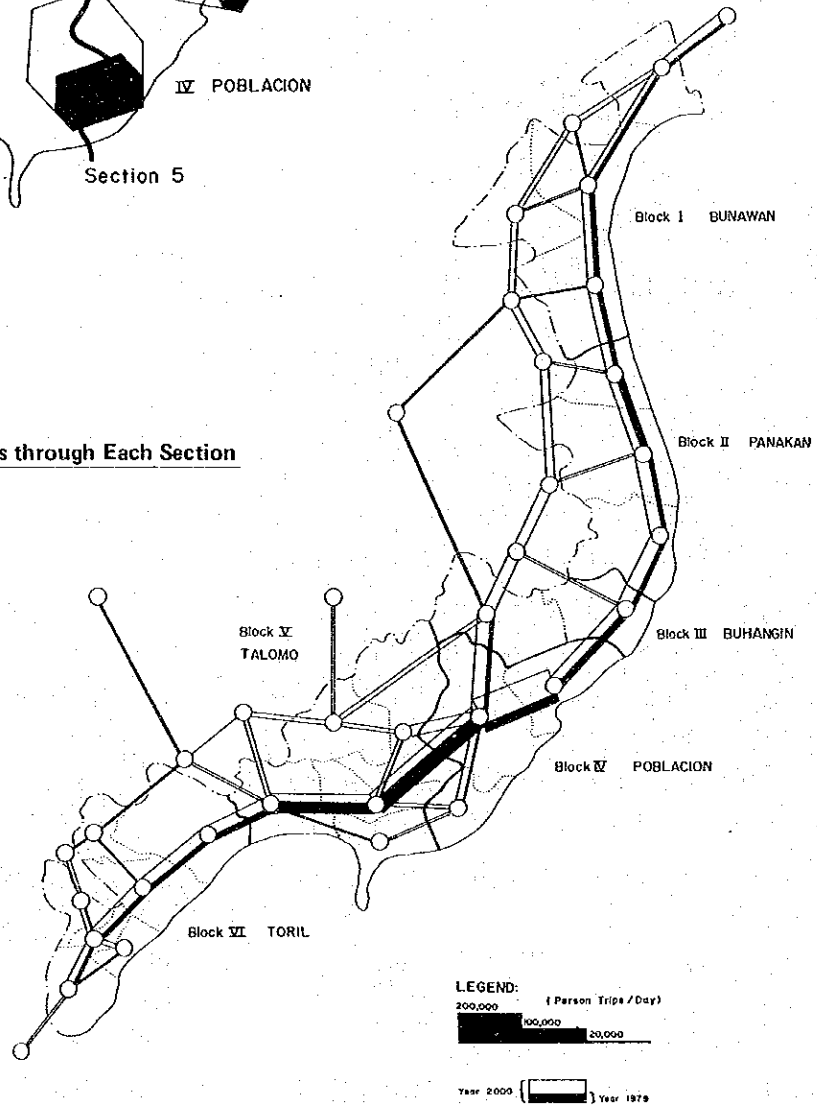 IV POBLACION
Section 5
Block I BUNAWAN
s through Each Section
Block II PANAKAN
Block V
TALOMO
Block III BUHANGIN
Block IV POBLACION
Block VI TORIL
LEGEND:
200,000 (Person Trips/Day)
100,000
20,000
Year 2000 { } Year 1979